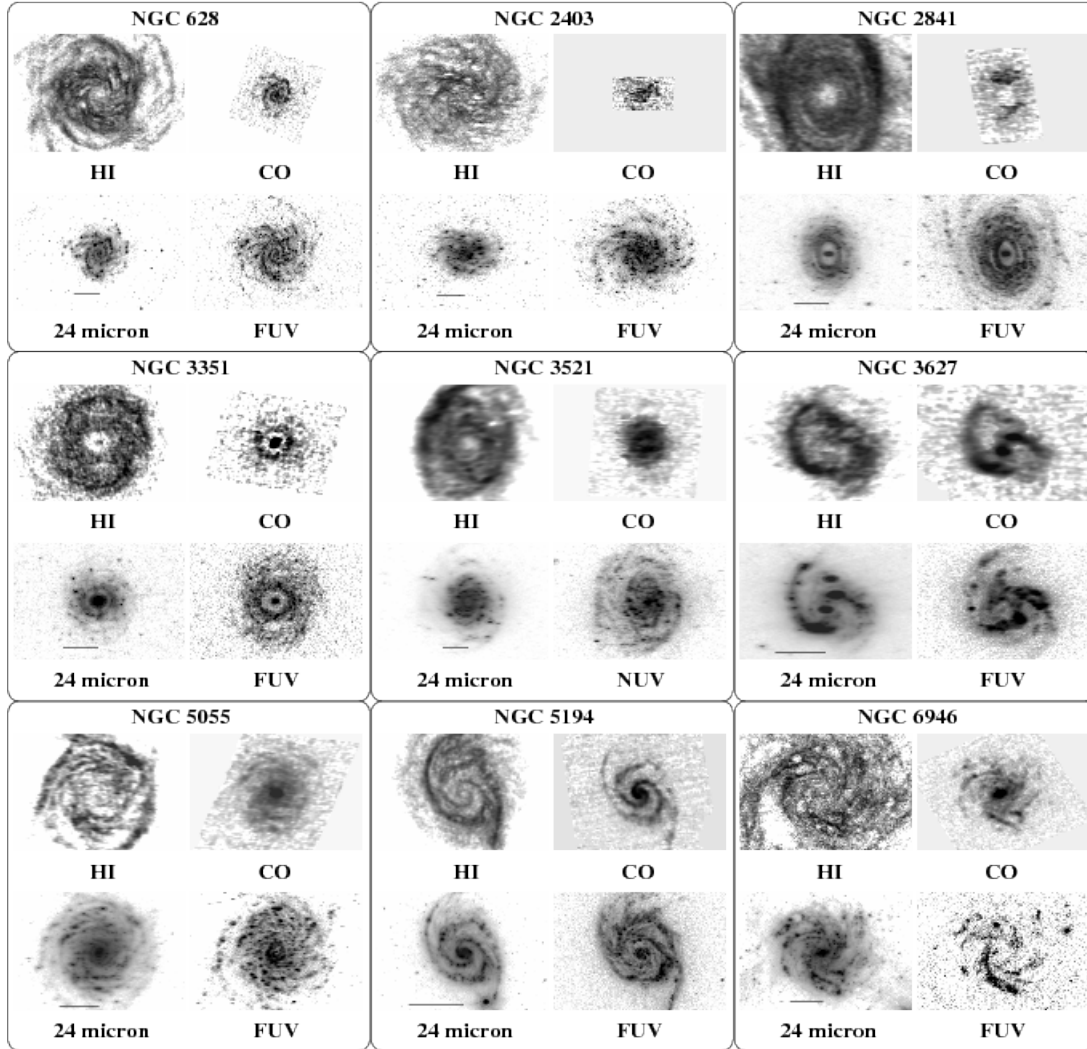 NGC 628
HI CO
24 micron FUV
NGC 2403
HI CO
24 micron FUV
NGC 2841
HI CO
24 micron FUV
NGC 3351
HI CO
24 micron FUV
NGC 3521
HI CO
24 micron NUV
NGC 3627
HI CO
24 micron FUV
NGC 5055
HI CO
24 micron FUV
NGC 5194
HI CO
24 micron FUV
NGC 6946
HI CO
24 micron FUV